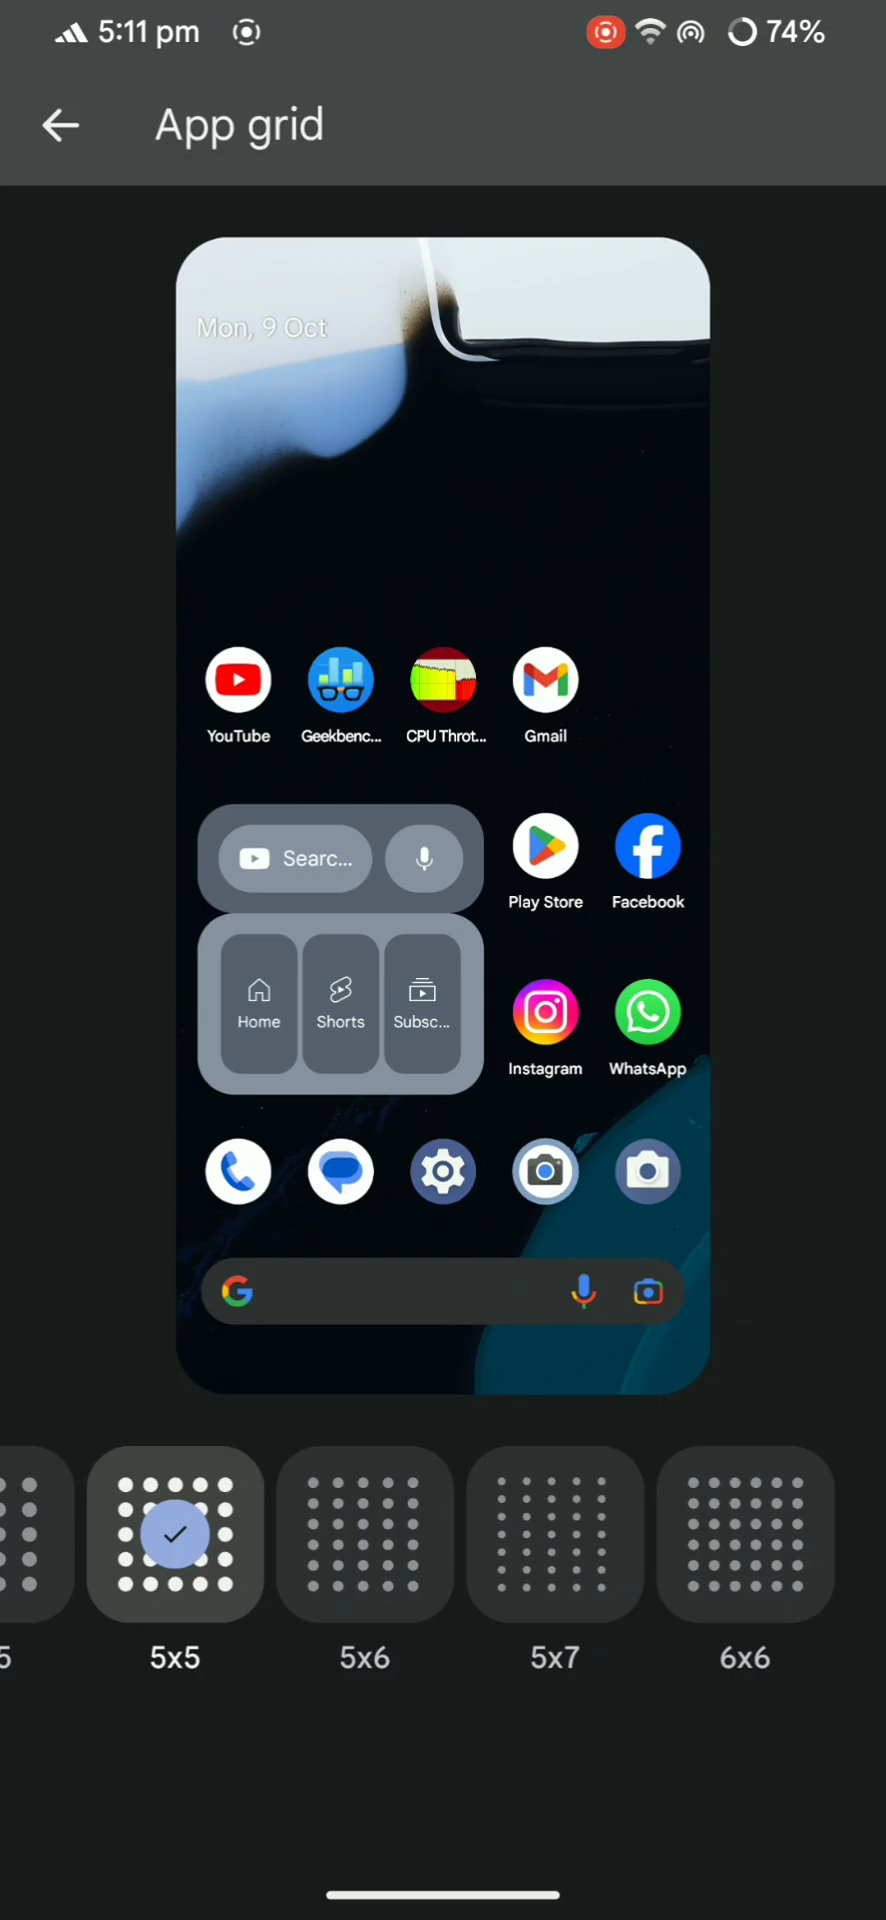 5:11 pm 74%
App grid
Mon, 9 Oct
YouTube Geekbenc... CPU Throt... Gmail
Searc... Play Store Facebook
Home Shorts Subsc... Instagram WhatsApp
5 5x5 5x6 5x7 6x6